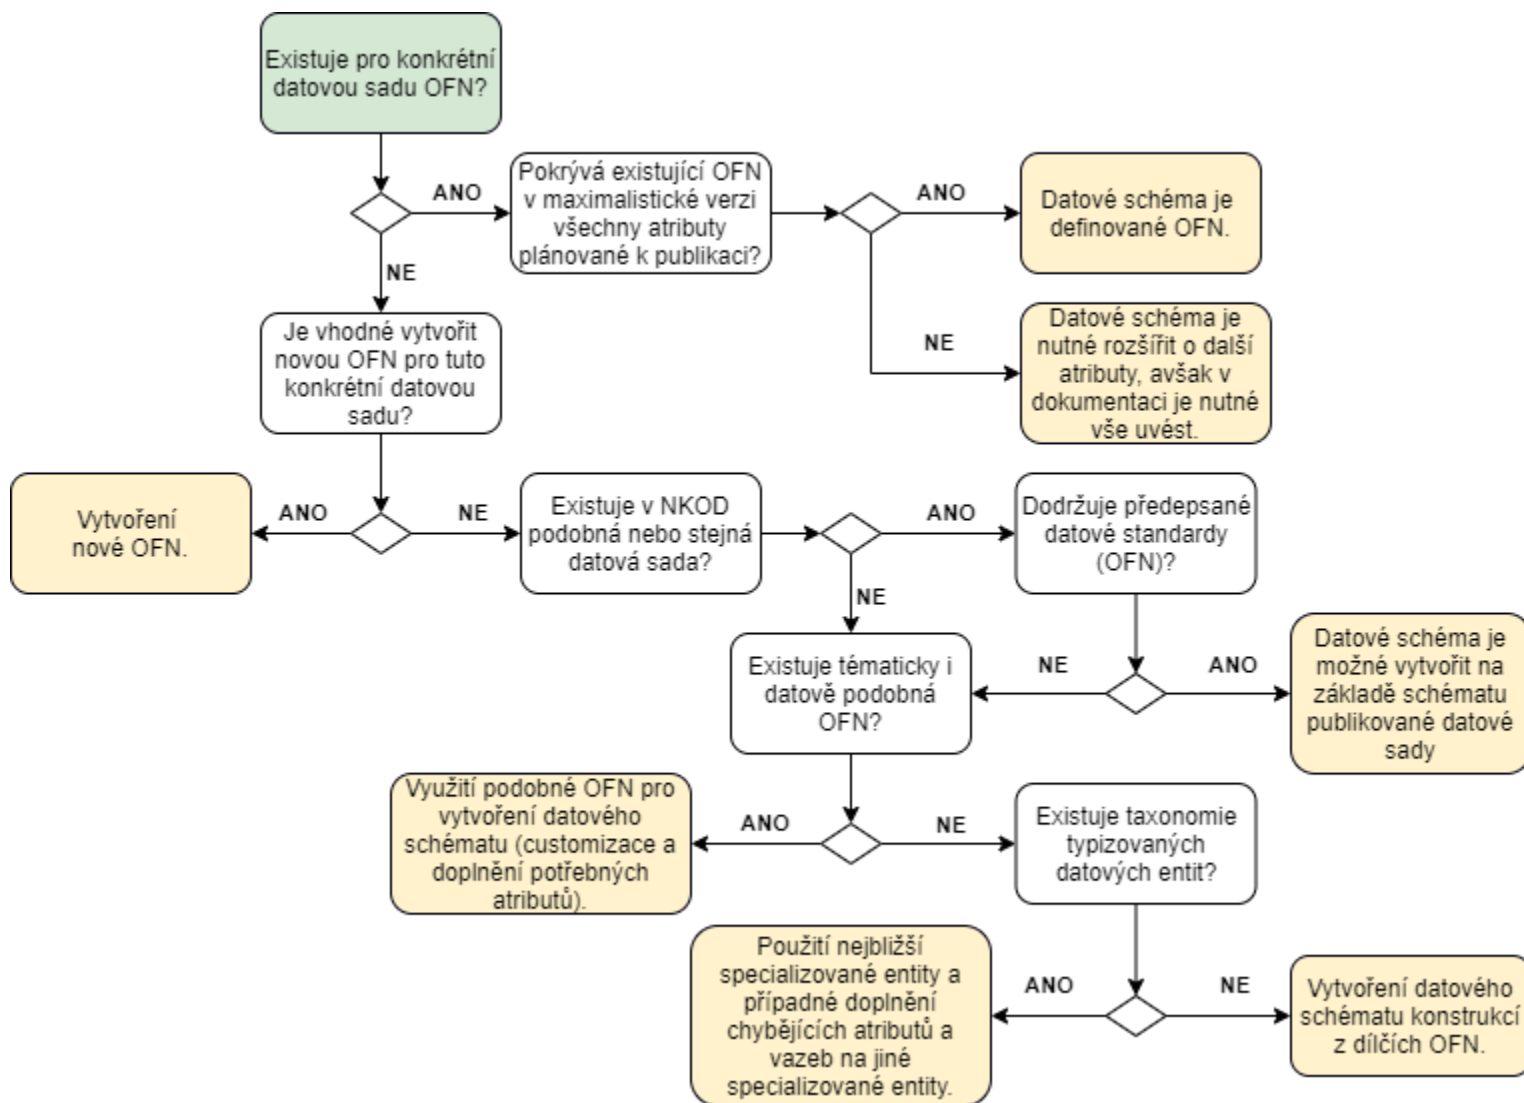 Existuje pro konkrétní
datovou sadu OFN?
ANO
Pokrývá existující OFN
v maximalistické verzi
všechny atributy
plánované k publikaci?
ANO
Datové schéma je
definované OFN.
NE
Je vhodné vytvořit
novou OFN pro tuto
konkrétní datovou
sadu?
NE
Datové schéma je
nutné rozšířit o další
atributy, avšak v
dokumentaci je nutné
vše uvést.
Vytvoření
nové OFN.
ANO
NE
Existuje v NKOD
podobná nebo stejná
datová sada?
ANO
Dodržuje předepsané
datové standardy
(OFN)?
NE
Existuje tématicky i
datově podobná
OFN?
NE
ANO
Datové schéma je
možné vytvořit na
základě schématu
publikované datové
sady
Využití podobné OFN pro
vytvoření datového
schématu (customizace a
doplnění potřebných
atributů).
ANO
NE
Existuje taxonomie
typizovaných
datových entit?
Použití nejbližší
specializované entity a
případné doplnění
chybějících atributů a
vazeb na jiné
specializované entity.
ANO
NE
Vytvoření datového
schématu konstrukcí
z dílčích OFN.